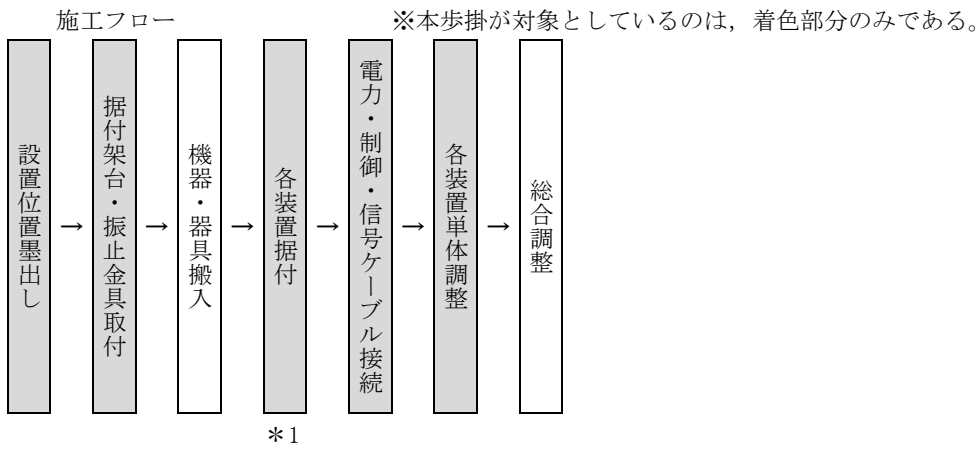 施工フロー
※本歩掛が対象としているのは，着色部分のみである。
設置位置墨出し
→
据付架台・振止金具取付
→
機器・器具搬入
→
各装置据付
→
電力・制御・信号ケーブル接続
→
各装置単体調整
→
総合調整
＊1